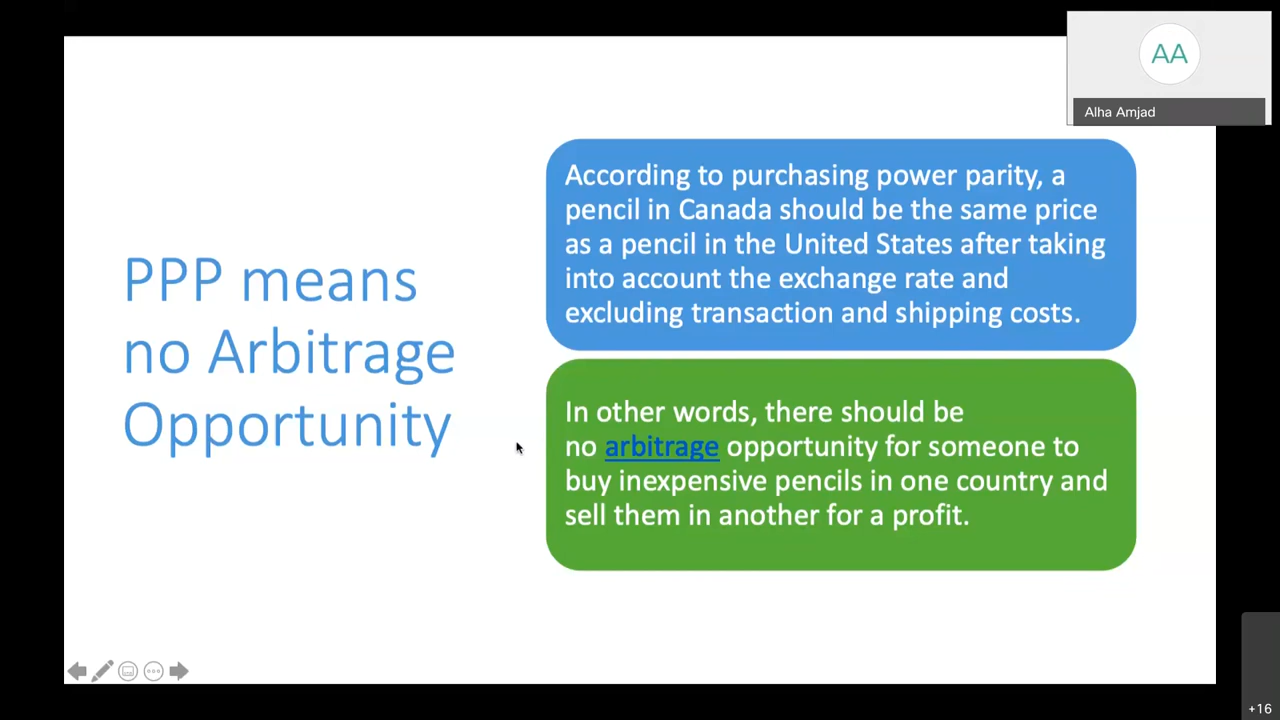 AA
Alha Amjad
PPP means
no Arbitrage
Opportunity
According to purchasing power parity, a
pencil in Canada should be the same price
as a pencil in the United States after taking
into account the exchange rate and
excluding transaction and shipping costs.
In other words, there should be
no arbitrage opportunity for someone to
buy inexpensive pencils in one country and
sell them in another for a profit.
+16